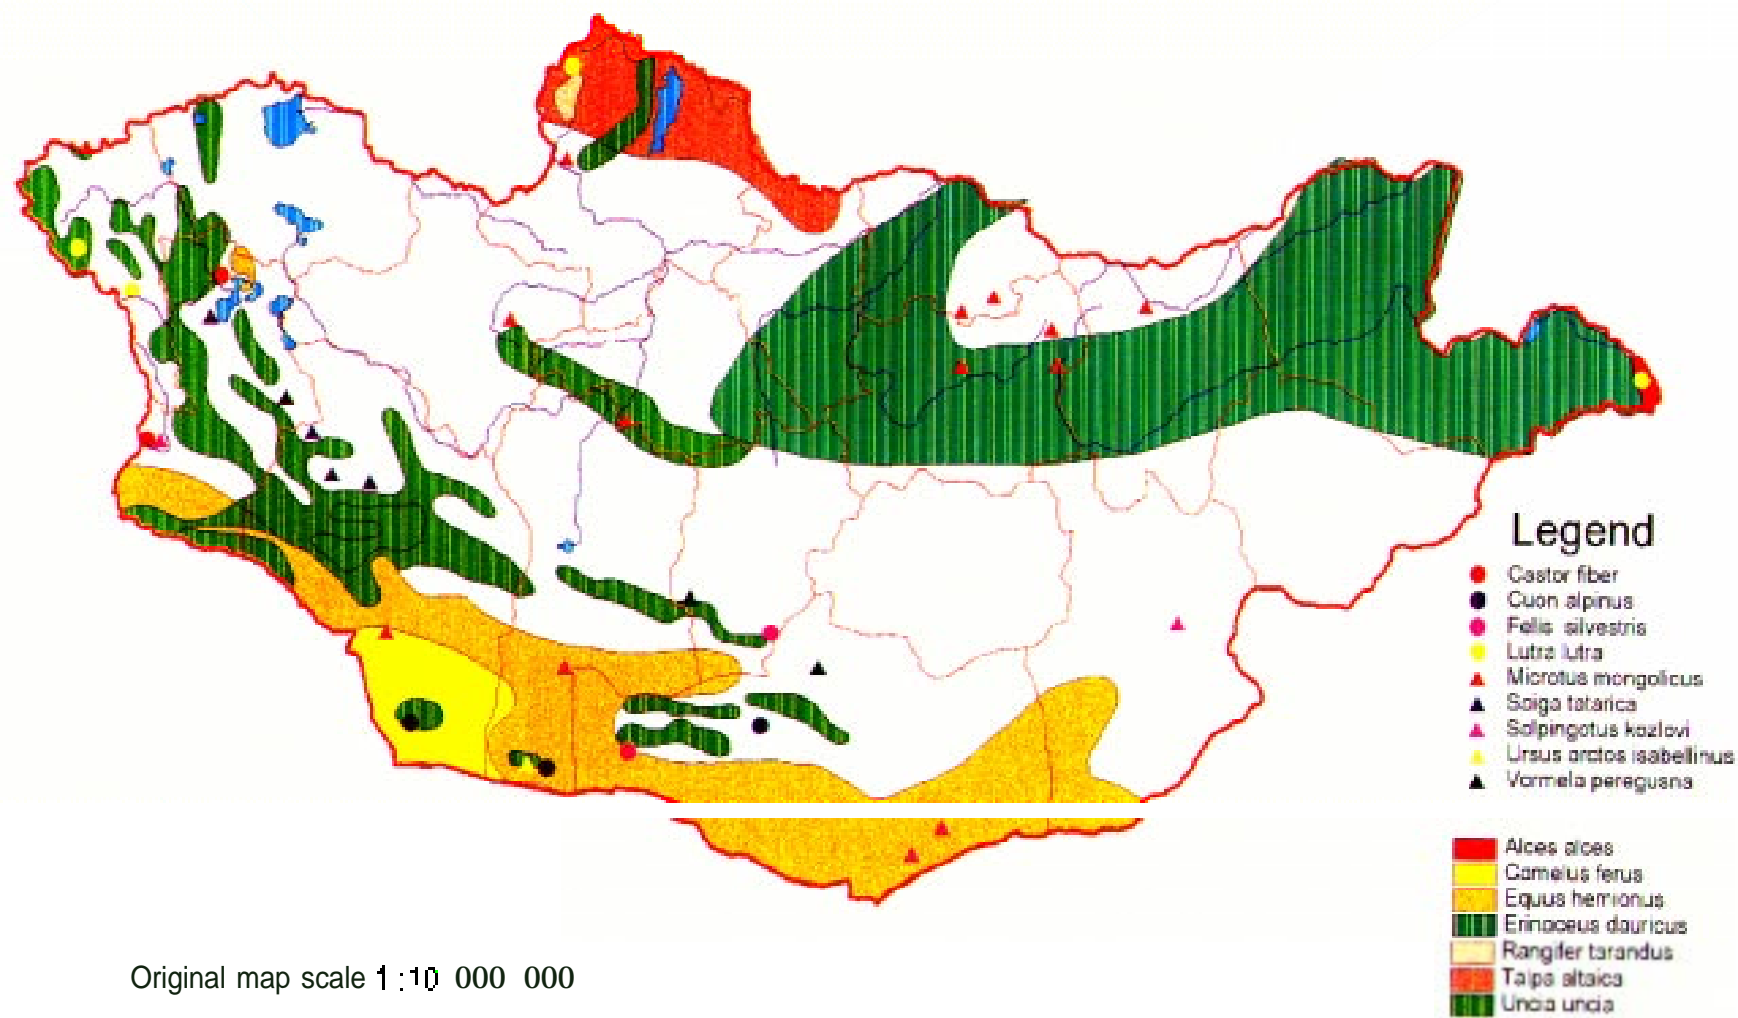 Legend
Castor fiber
Cuon alpinus
Felis silvestris
Lutra lutra
Microtus mongolicus
Saiga tatarica
Salpingotus kozlovi
Ursus arctos isabellinus
Vormela peregusna
Alces alces
Camelus ferus
Equus hemionus
Erinaceus dauricus
Rangifer tarandus
Talpa altaica
Uncia uncia
Original map scale 1:10 000 000